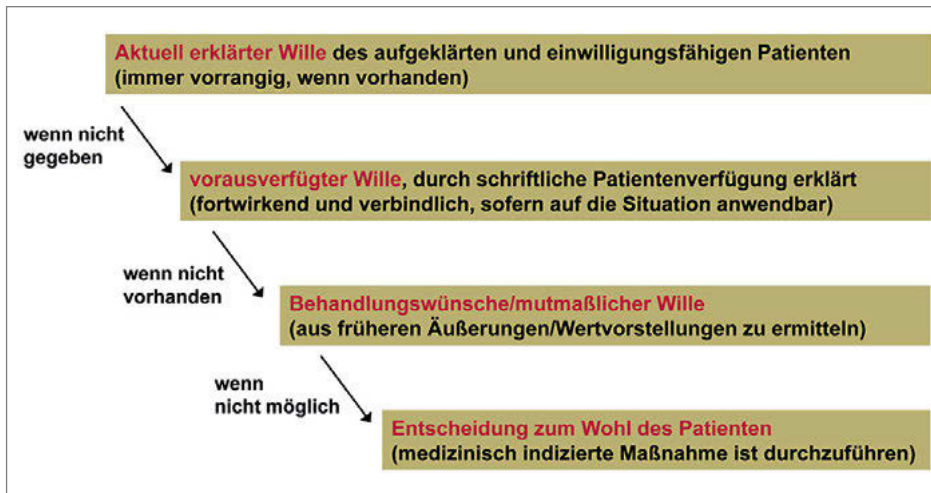 Aktuell erklärter Wille des aufgeklärten und einwilligungsfähigen Patienten
(immer vorrangig, wenn vorhanden)
wenn nicht
gegeben
vorausverfügter Wille, durch schriftliche Patientenverfügung erklärt
(fortwirkend und verbindlich, sofern auf die Situation anwendbar)
wenn nicht
vorhanden
Behandlungswünsche/mutmaßlicher Wille
(aus früheren Äußerungen/Wertvorstellungen zu ermitteln)
wenn
nicht möglich
Entscheidung zum Wohl des Patienten
(medizinisch indizierte Maßnahme ist durchzuführen)